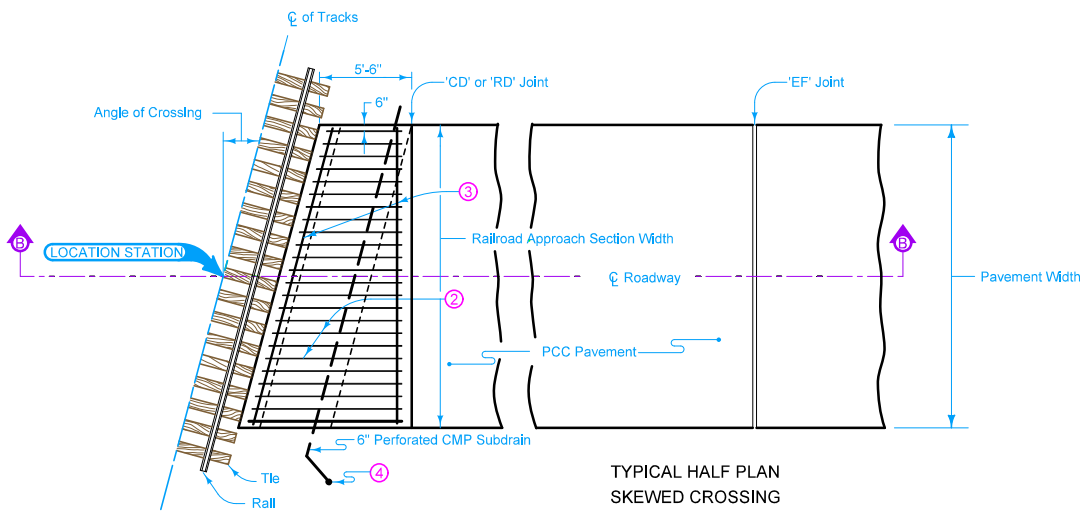 ℄ of Tracks
5'-6"
'CD' or 'RD' Joint
'EF' Joint
6"
Angle of Crossing
3
B
B
LOCATION STATION
Railroad Approach Section Width
℄ Roadway
Pavement Width
2
PCC Pavement
6" Perforated CMP Subdrain
4
Tie
Rail
TYPICAL HALF PLAN
SKEWED CROSSING